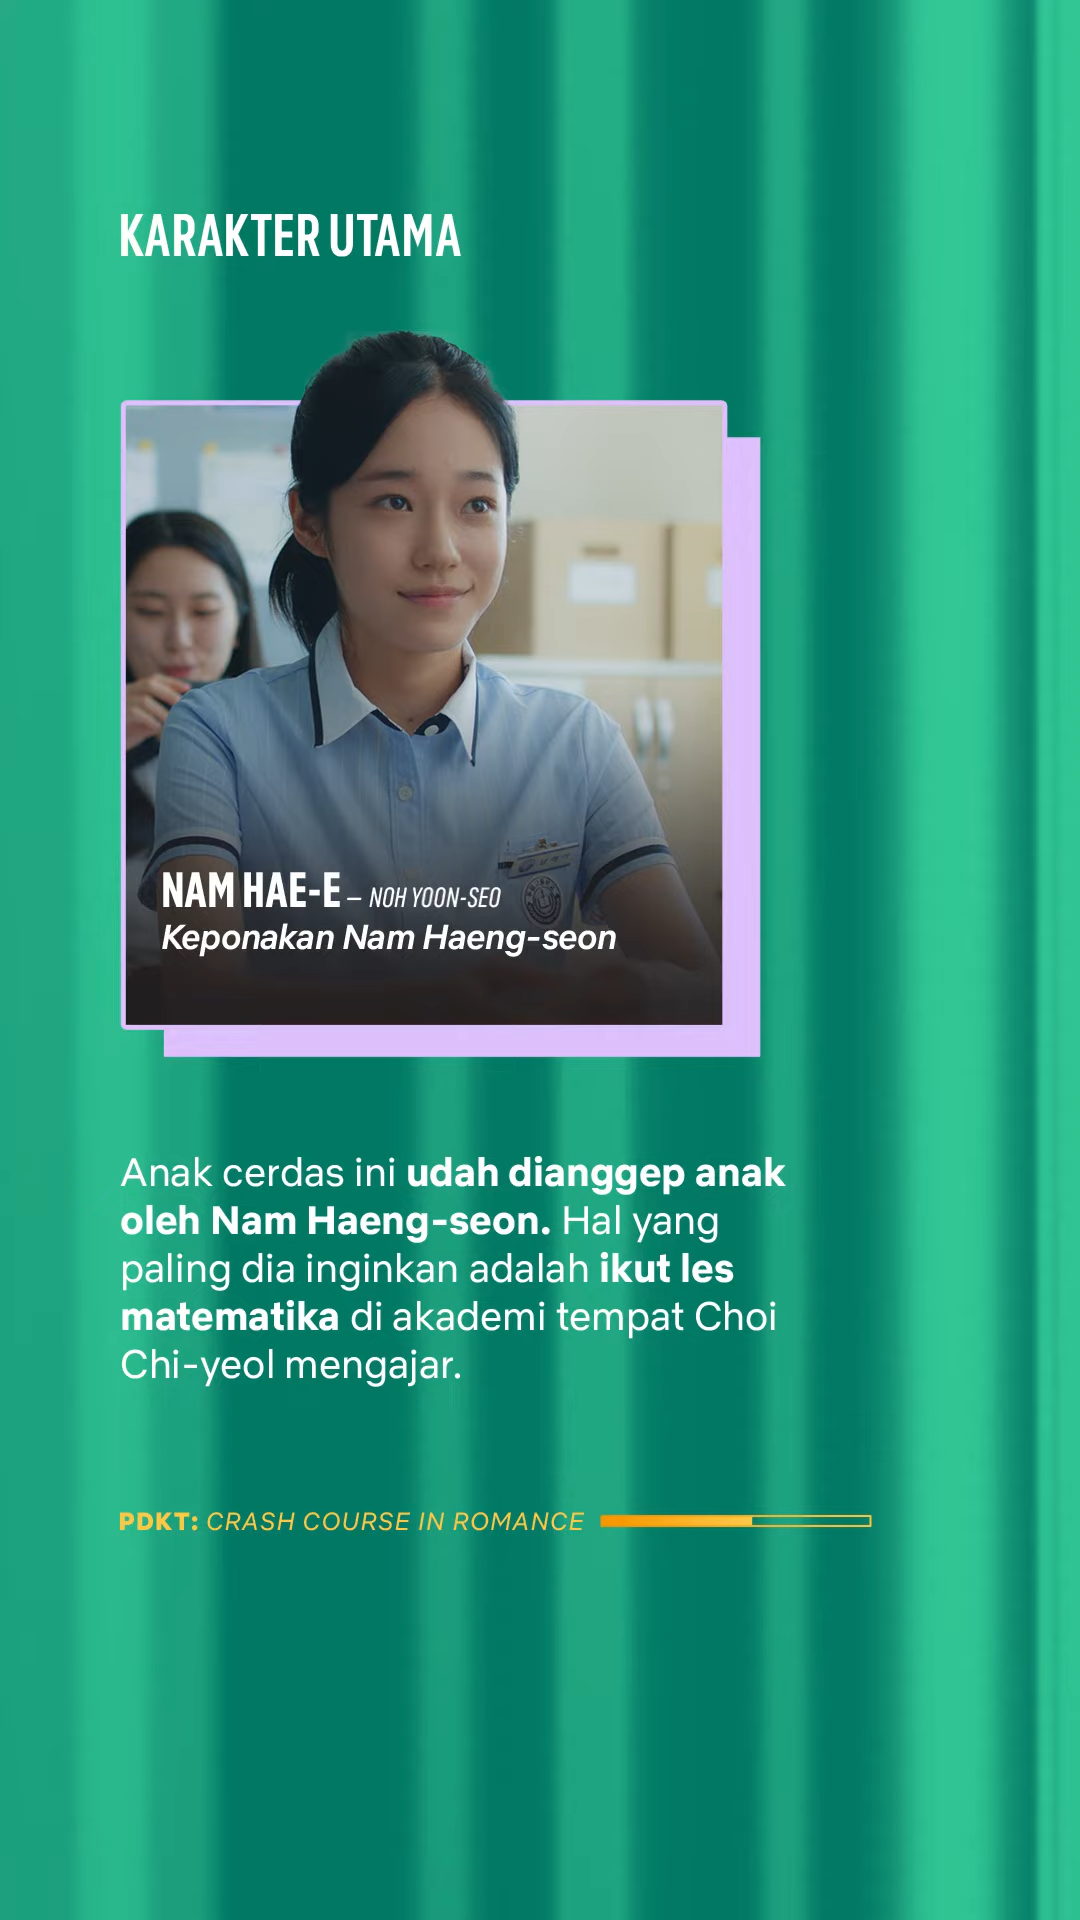 KARAKTER UTAMA
NAM HAE-E – NOH YOON-SEO
Keponakan Nam Haeng-seon
Anak cerdas ini udah dianggep anak
oleh Nam Haeng-seon. Hal yang
paling dia inginkan adalah ikut les
matematika di akademi tempat Choi
Chi-yeol mengajar.
PDKT: CRASH COURSE IN ROMANCE